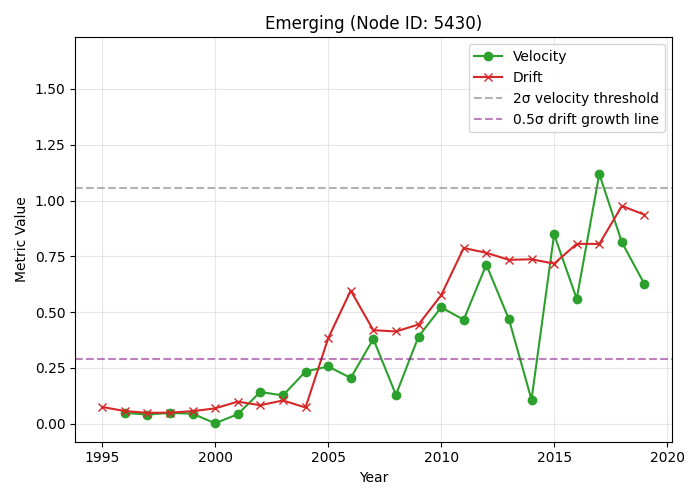 Emerging (Node ID: 5430)
Velocity
Drift
2σ velocity threshold
0.5σ drift growth line
Metric Value
1.50
1.25
1.00
0.75
0.50
0.25
0.00
1995
2000
2005
2010
2015
2020
Year